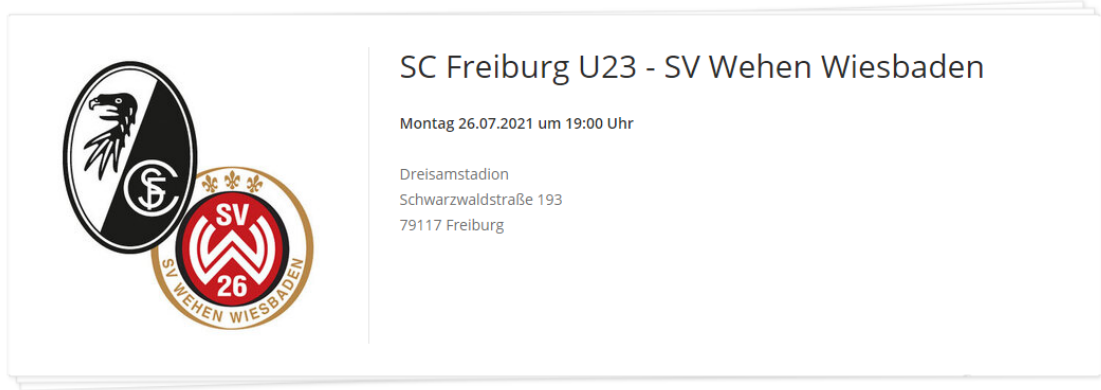 SC Freiburg U23 - SV Wehen Wiesbaden
Montag 26.07.2021 um 19:00 Uhr
Dreisamstadion
Schwarzwaldstraße 193
79117 Freiburg
SC F
SV
W
26
SV WEHEN WIESBADEN